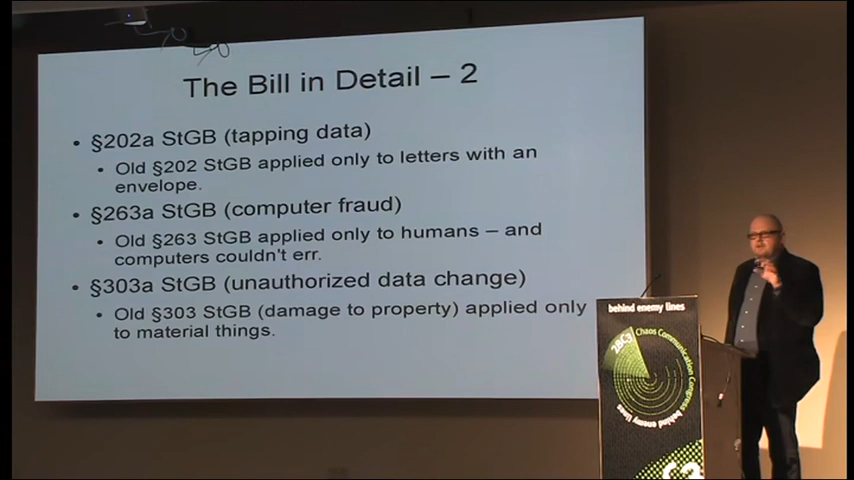 The Bill in Detail – 2
• §202a StGB (tapping data)
• Old §202 StGB applied only to letters with an
envelope.
• §263a StGB (computer fraud)
• Old §263 StGB applied only to humans – and
computers couldn't err.
• §303a StGB (unauthorized data change)
• Old §303 StGB (damage to property) applied only
to material things.
behind enemy lines
28C3
Chaos Communication Congress
behind enemy lines